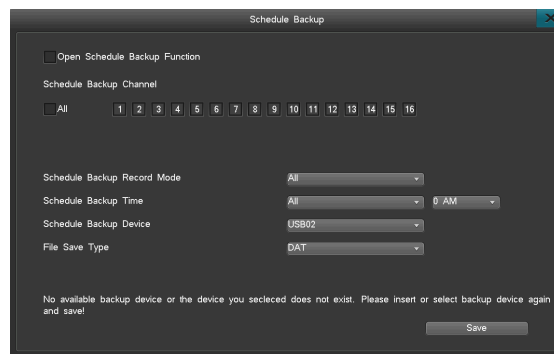 Schedule Backup
Open Schedule Backup Function
Schedule Backup Channel
All 1 2 3 4 5 6 7 8 9 10 11 12 13 14 15 16
Schedule Backup Record Mode All
Schedule Backup Time All 0 AM
Schedule Backup Device USB02
File Save Type DAT
No available backup device or the device you secleced does not exist. Please insert or select backup device again
and save!
Save